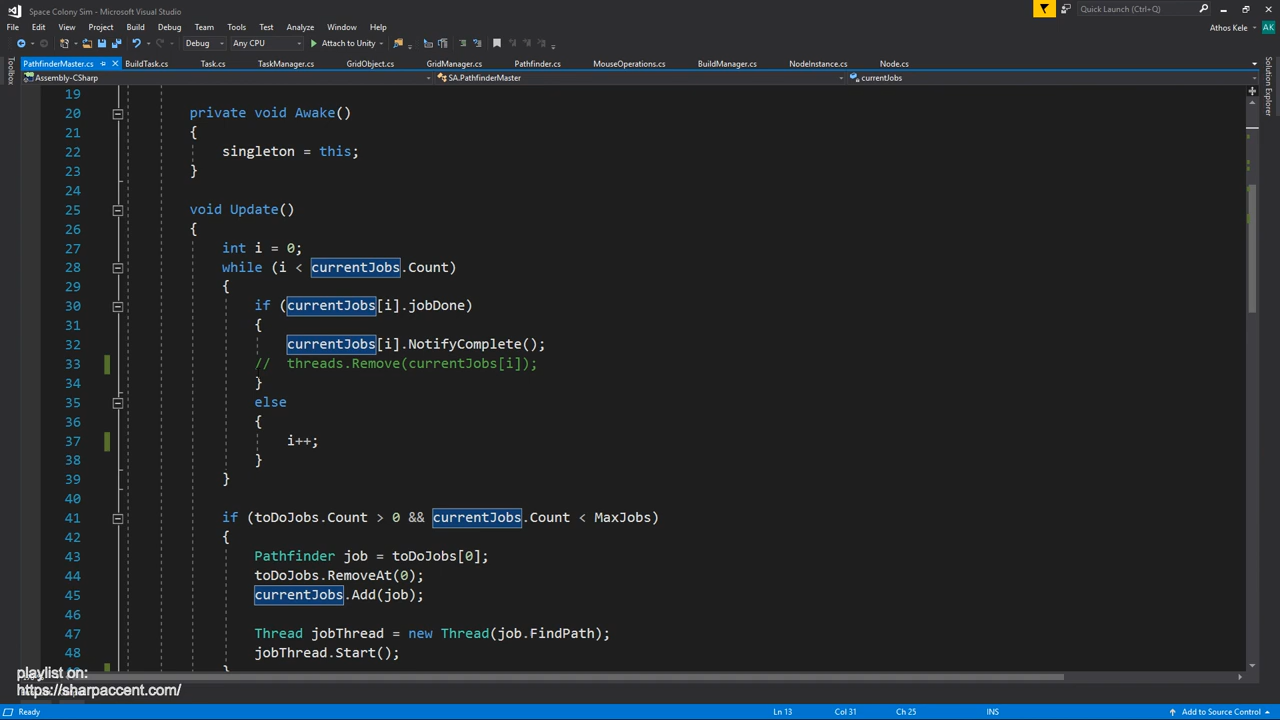 Space Colony Sim - Microsoft Visual Studio
Quick Launch (Ctrl+Q)
File Edit View Project Build Debug Team Tools Test Analyze Window Help
Athos Kele AK
Debug Any CPU Attach to Unity
PathfinderMaster.cs BuildTask.cs Task.cs TaskManager.cs GridObject.cs GridManager.cs Pathfinder.cs MouseOperations.cs BuildManager.cs NodeInstance.cs Node.cs
Assembly-CSharp SA.PathfinderMaster currentJobs
Toolbox
Solution Explorer
19
20 private void Awake()
21 {
22 singleton = this;
23 }
24
25 void Update()
26 {
27 int i = 0;
28 while (i < currentJobs.Count)
29 {
30 if (currentJobs[i].jobDone)
31 {
32 currentJobs[i].NotifyComplete();
33 // threads.Remove(currentJobs[i]);
34 }
35 else
36 {
37 i++;
38 }
39 }
40
41 if (toDoJobs.Count > 0 && currentJobs.Count < MaxJobs)
42 {
43 Pathfinder job = toDoJobs[0];
44 toDoJobs.RemoveAt(0);
45 currentJobs.Add(job);
46
47 Thread jobThread = new Thread(job.FindPath);
48 jobThread.Start();
}
playlist on:
https://sharpaccent.com/
Ready Ln 13 Col 31 Ch 25 INS Add to Source Control